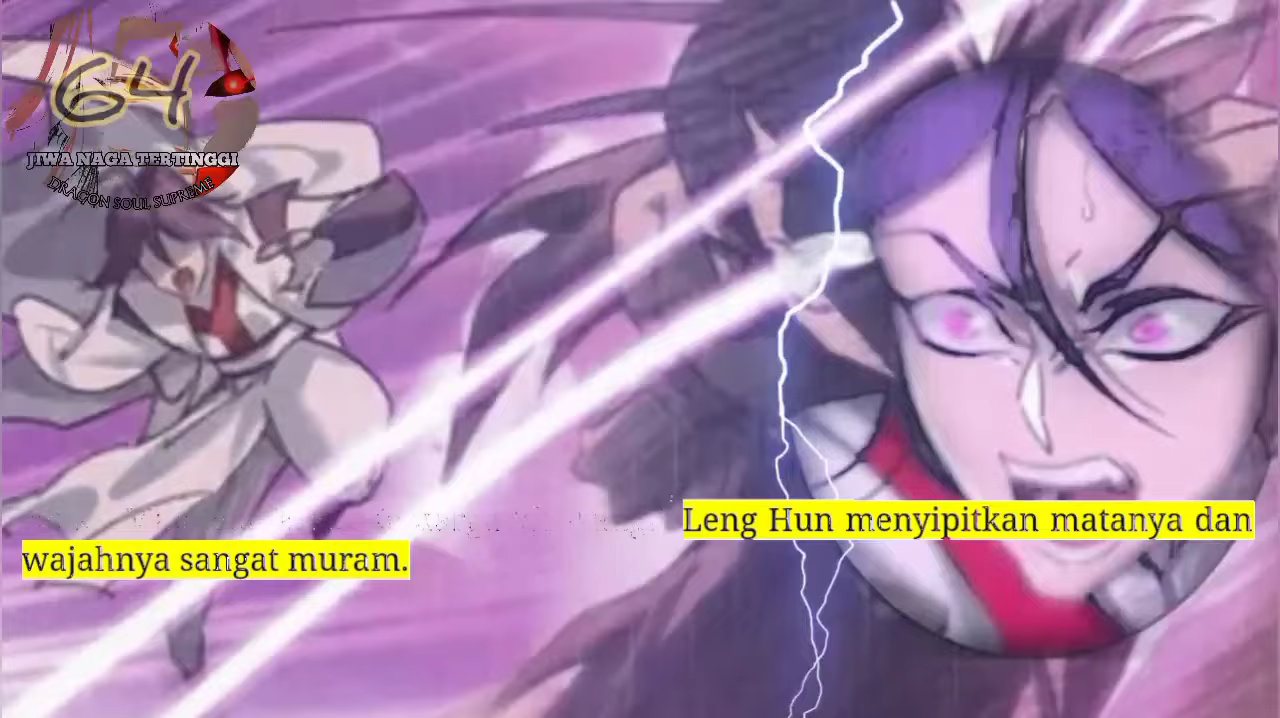 64
JIWA NAGA TERTINGGI
DRAGON SOUL SUPREME
Leng Hun menyipitkan matanya dan
wajahnya sangat muram.